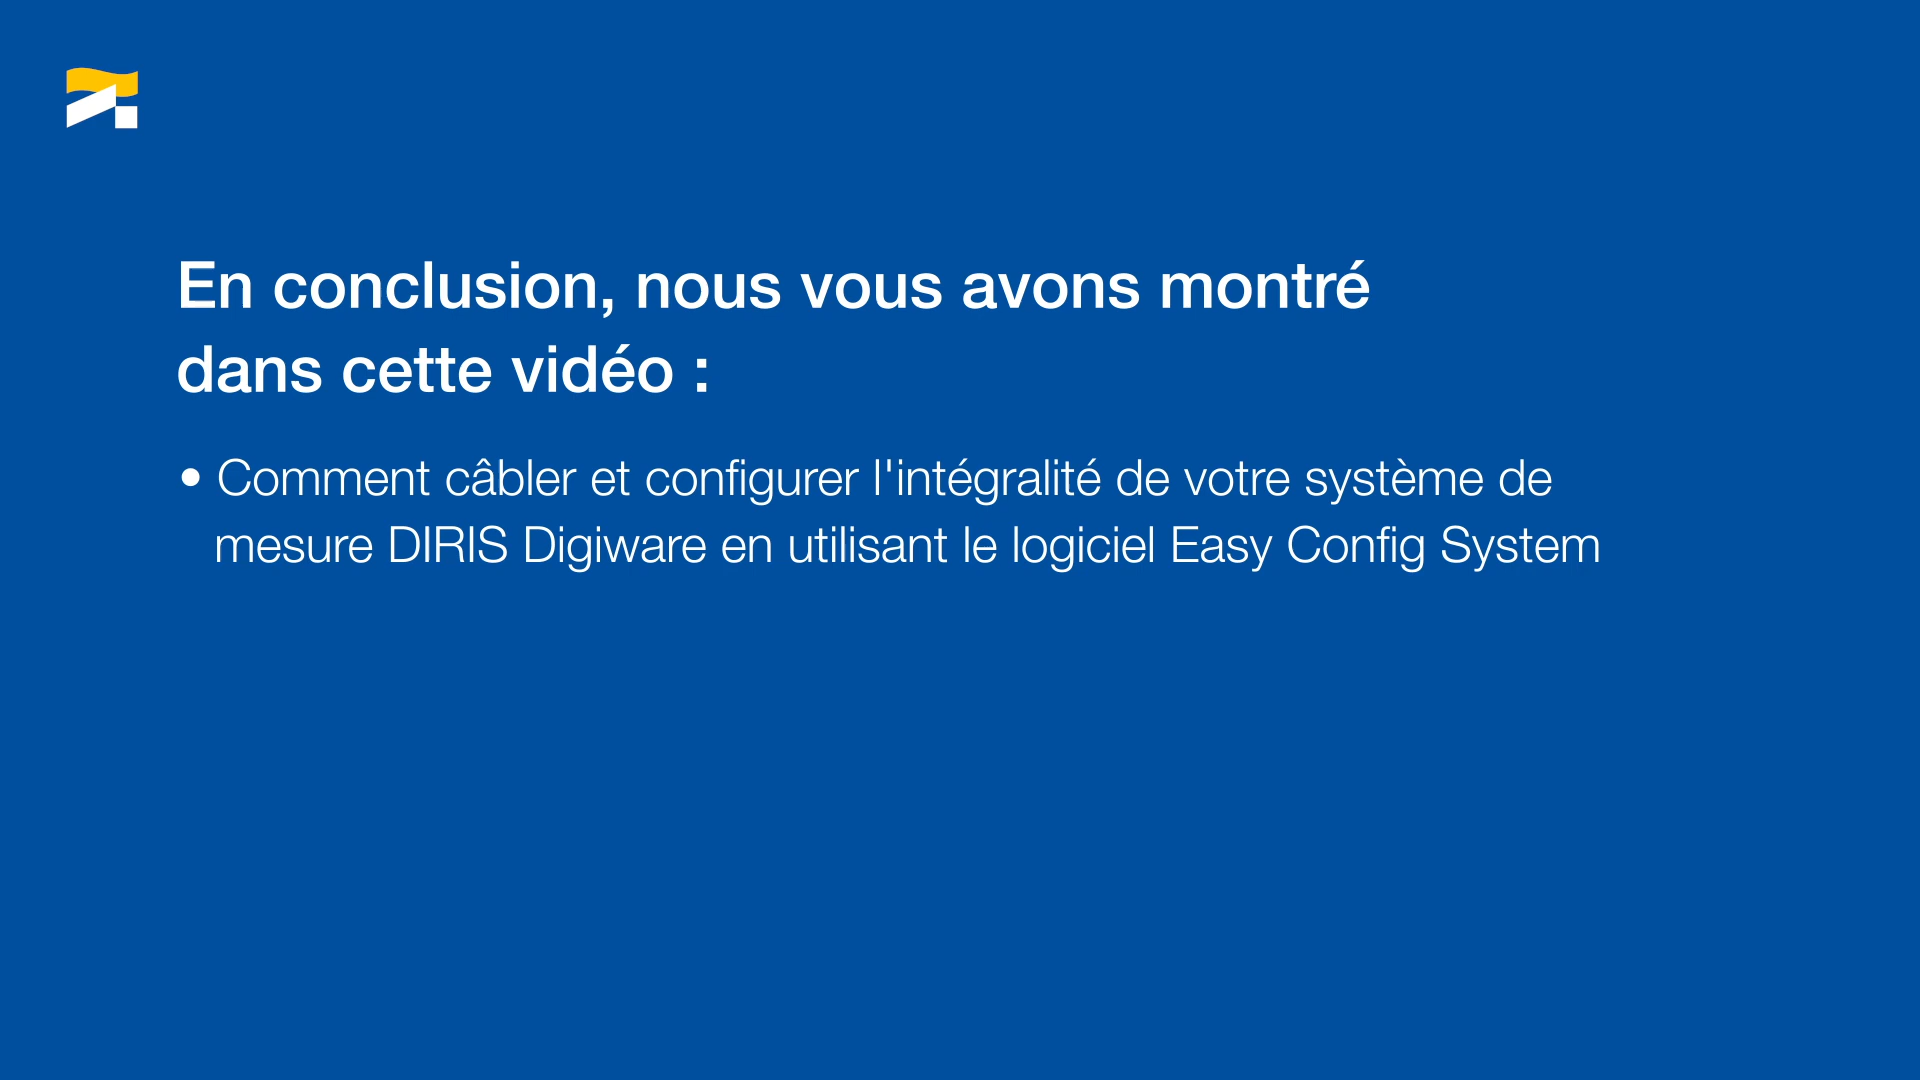 En conclusion, nous vous avons montré
dans cette vidéo :
• Comment câbler et configurer l'intégralité de votre système de
mesure DIRIS Digiware en utilisant le logiciel Easy Config System